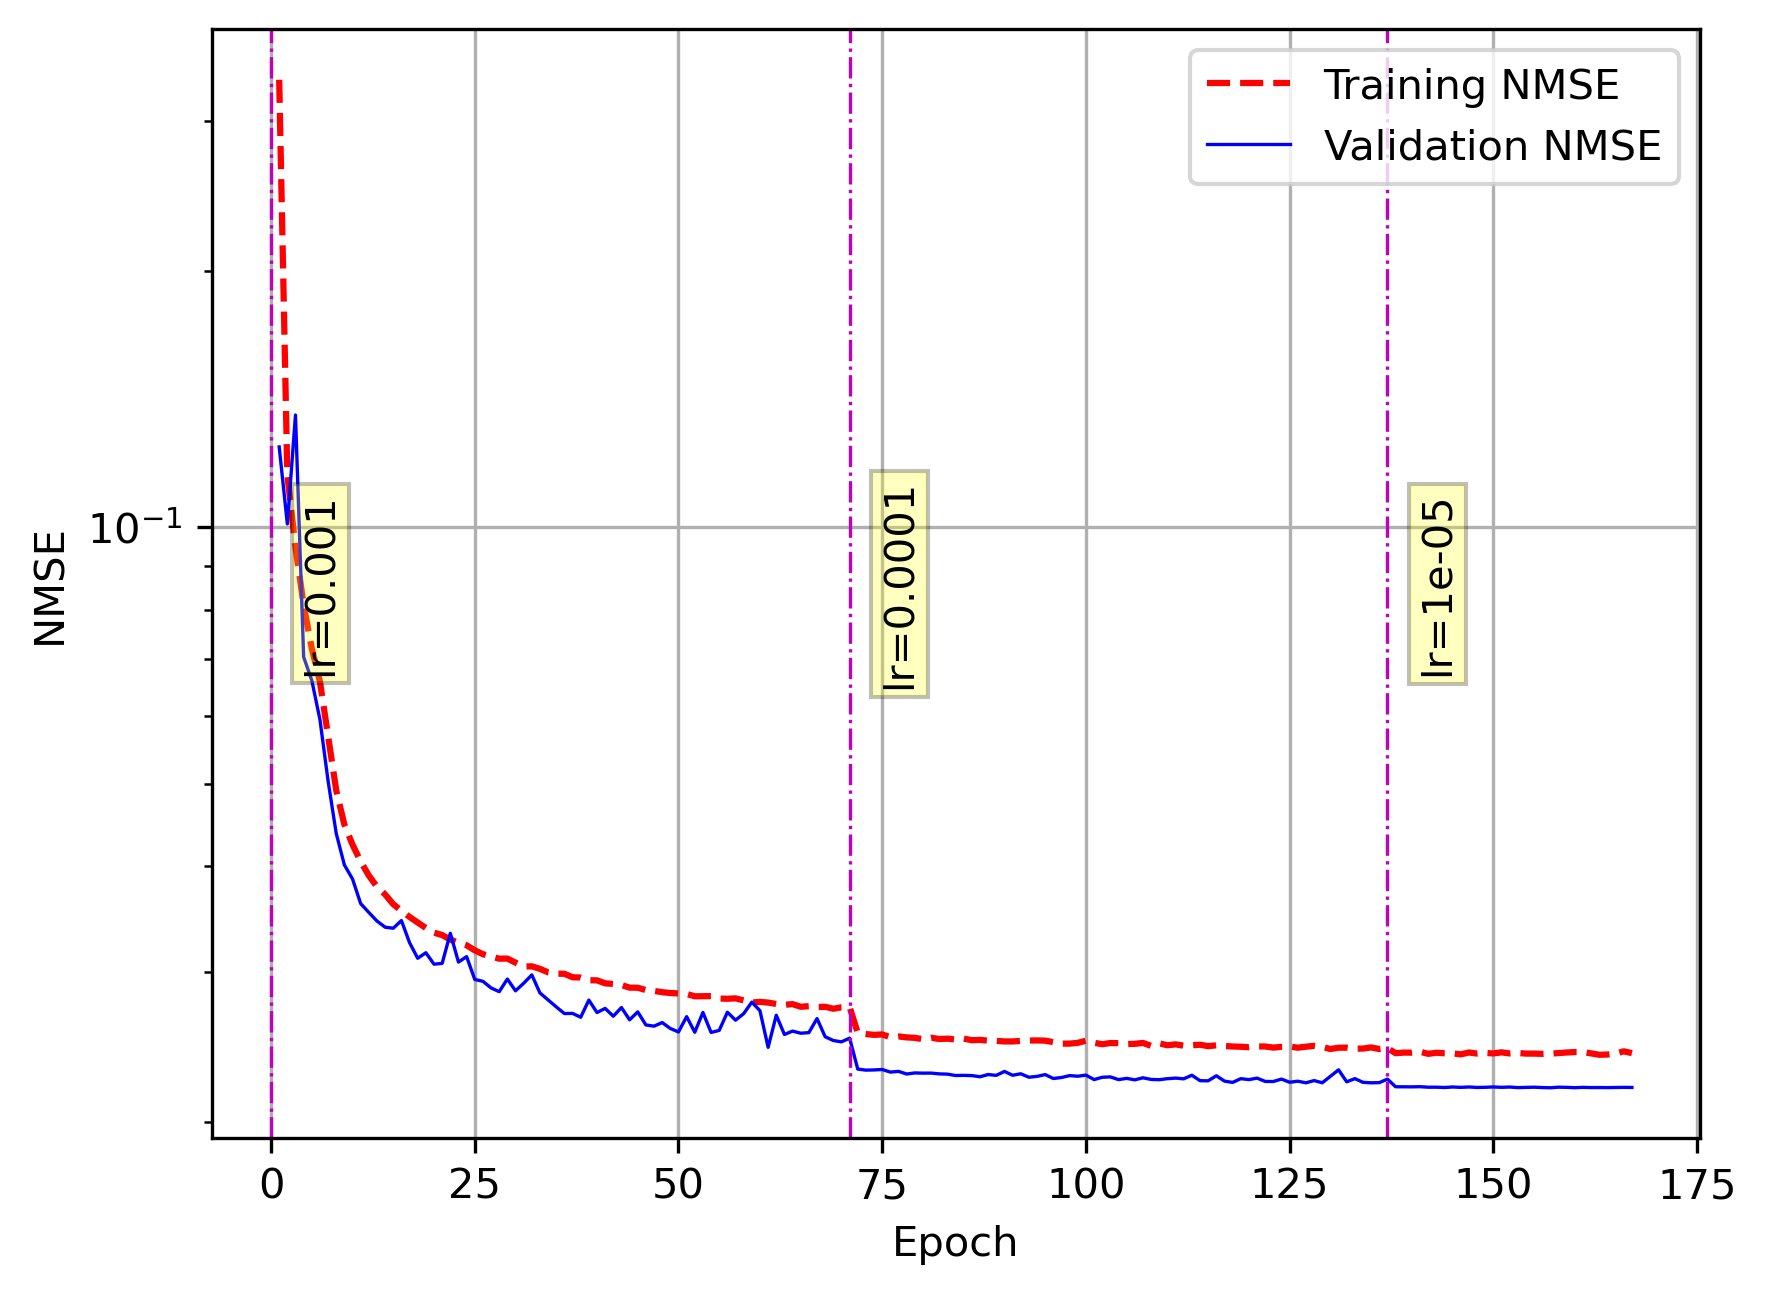 Training NMSE
Validation NMSE
NMSE
10⁻¹
lr=0.001
lr=0.0001
lr=1e-05
0 25 50 75 100 125 150 175
Epoch